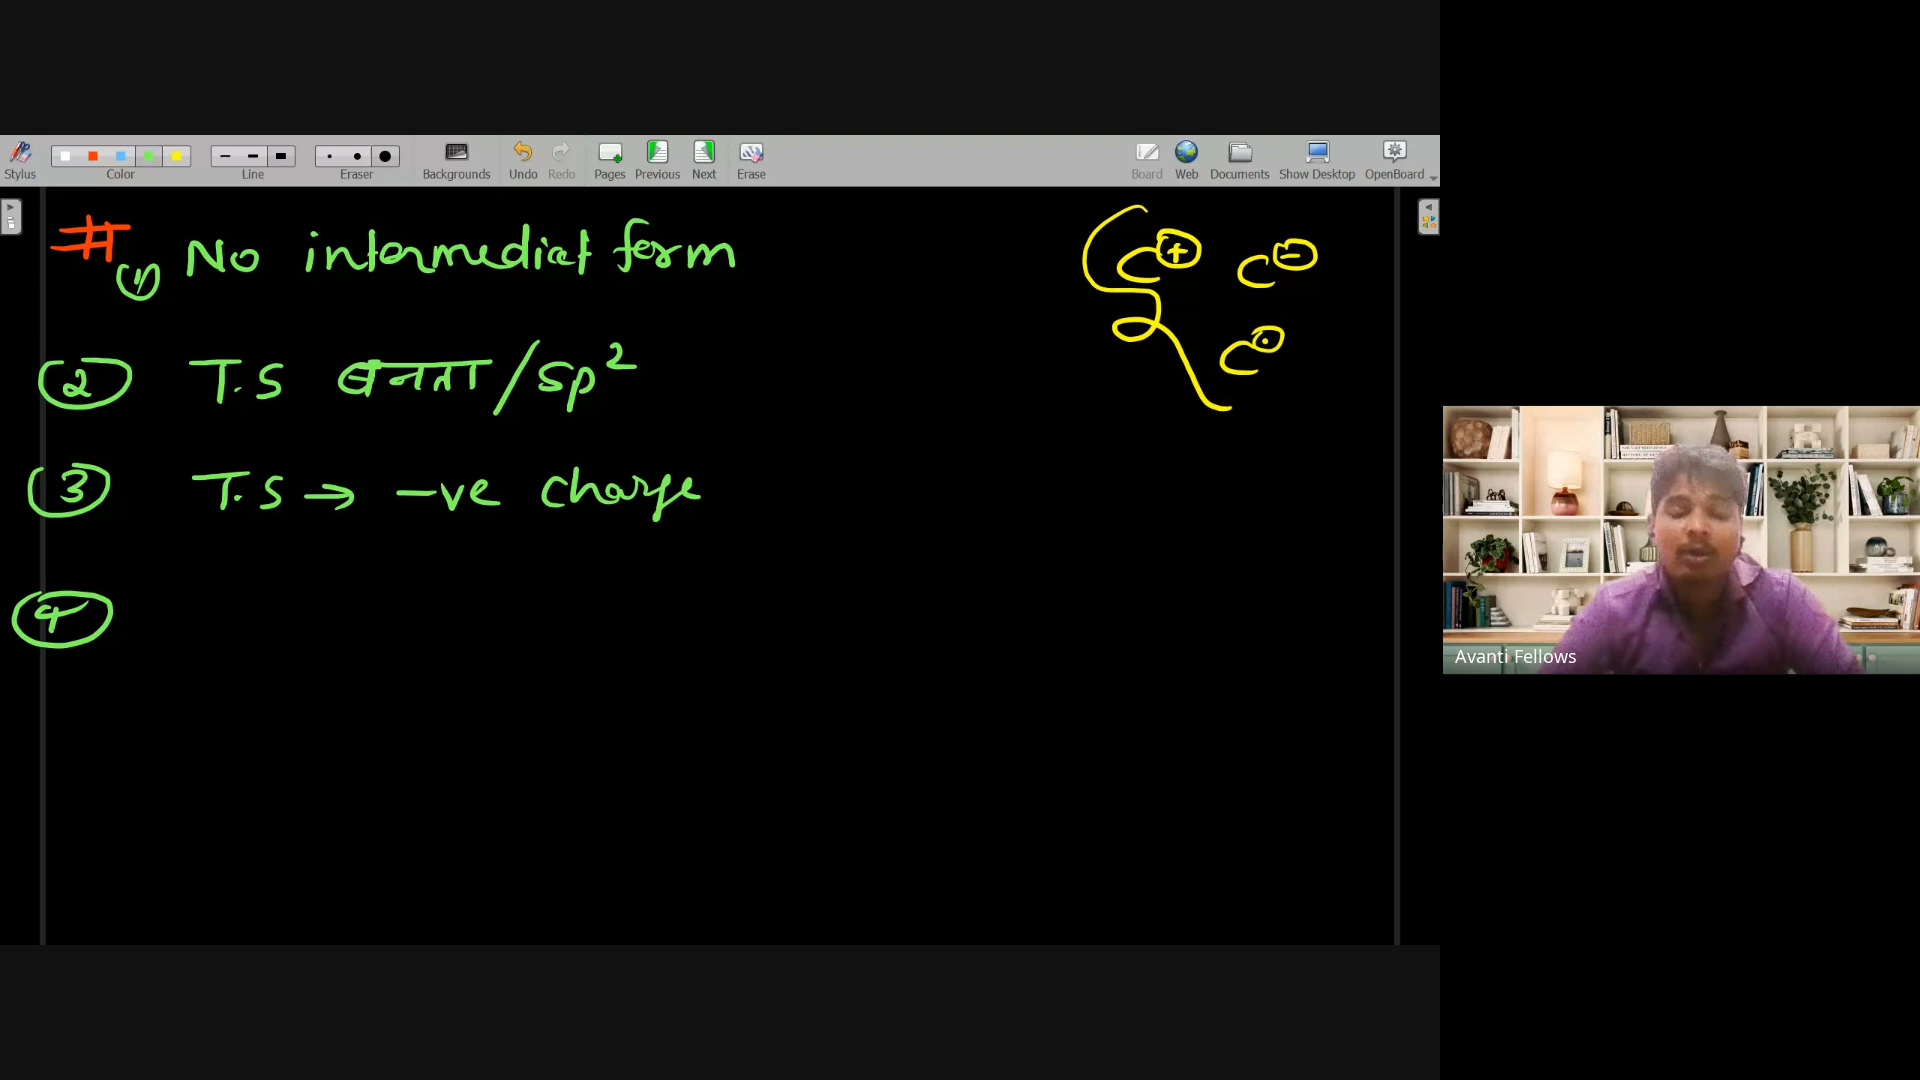 Stylus Color Line Eraser Backgrounds Undo Redo Pages Previous Next Erase Board Web Documents Show Desktop OpenBoard
# (1) No intermediat form
(2) T.S बनता / sp²
(3) T.S → -ve charge
(4)
C⊕ C⊖
C⊙
Avanti Fellows